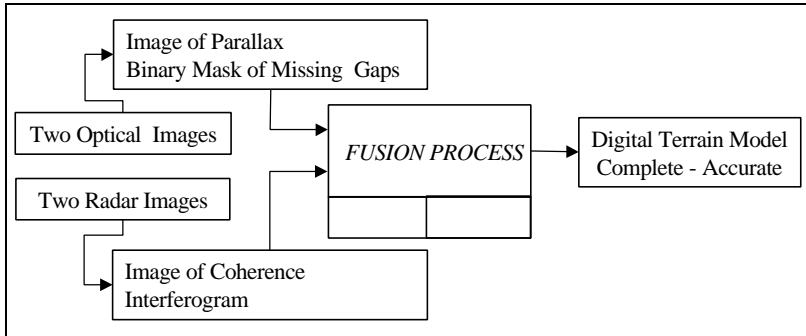 Image of Parallax
Binary Mask of Missing Gaps
Two Optical Images
FUSION PROCESS
Digital Terrain Model
Complete - Accurate
Two Radar Images
Image of Coherence
Interferogram